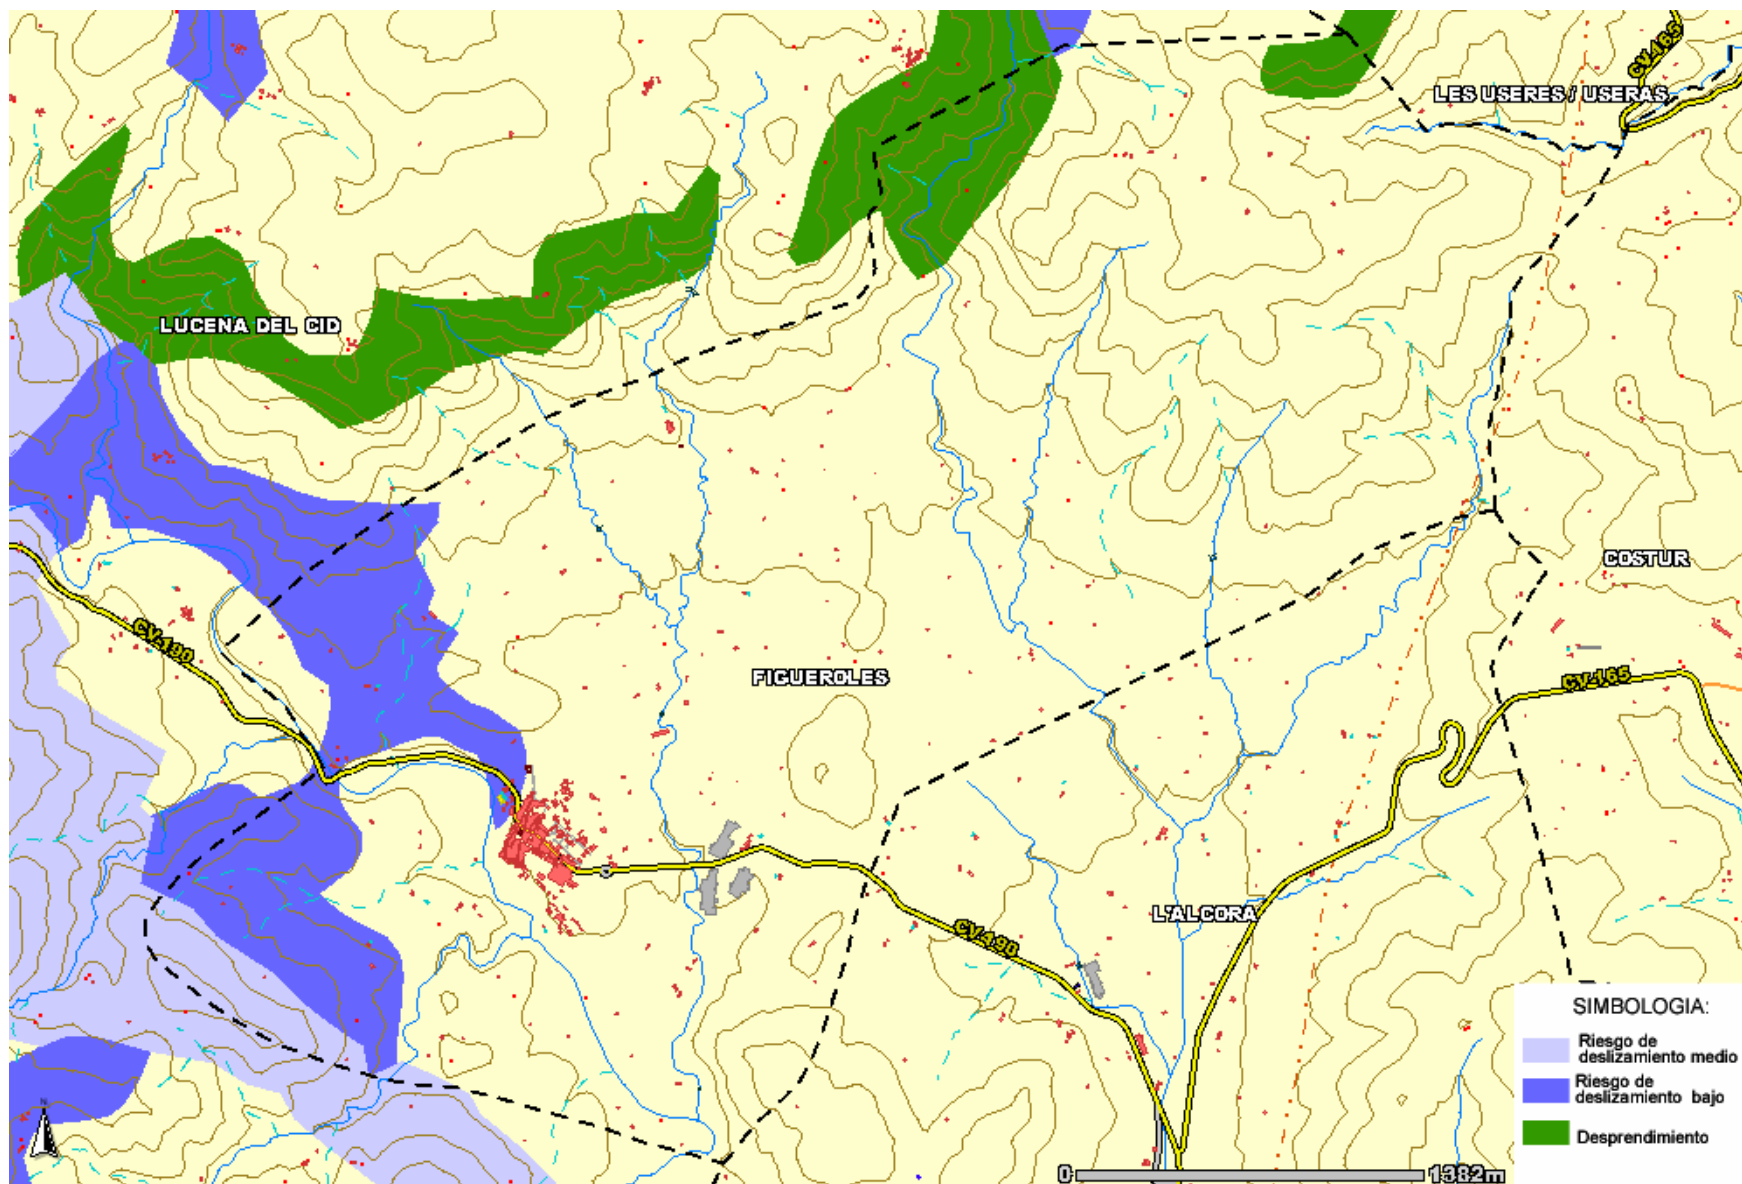 CV-165
LES USERES / USERAS
LUCENA DEL CID
COSTUR
CV-190
FIGUEROLES
CV-165
L'ALCORA
CV-190
SIMBOLOGIA:
Riesgo de
deslizamiento medio
Riesgo de
deslizamiento bajo
Desprendimiento
N
0 1382m